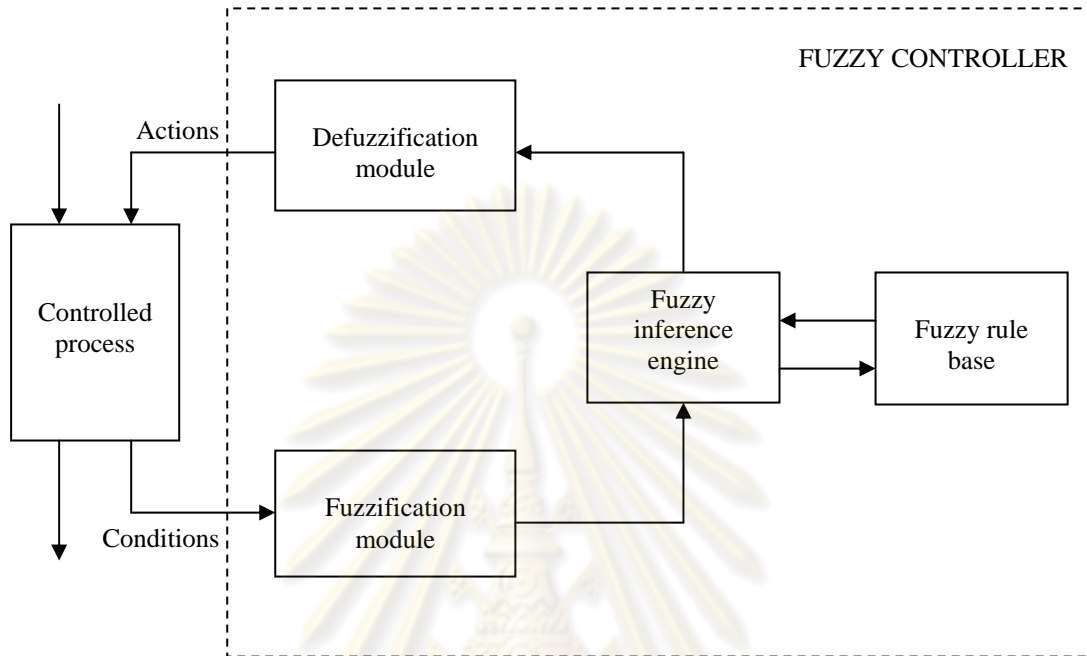 FUZZY CONTROLLER
Actions
Defuzzification
module
Controlled
process
Fuzzy
inference
engine
Fuzzy rule
base
Conditions
Fuzzification
module